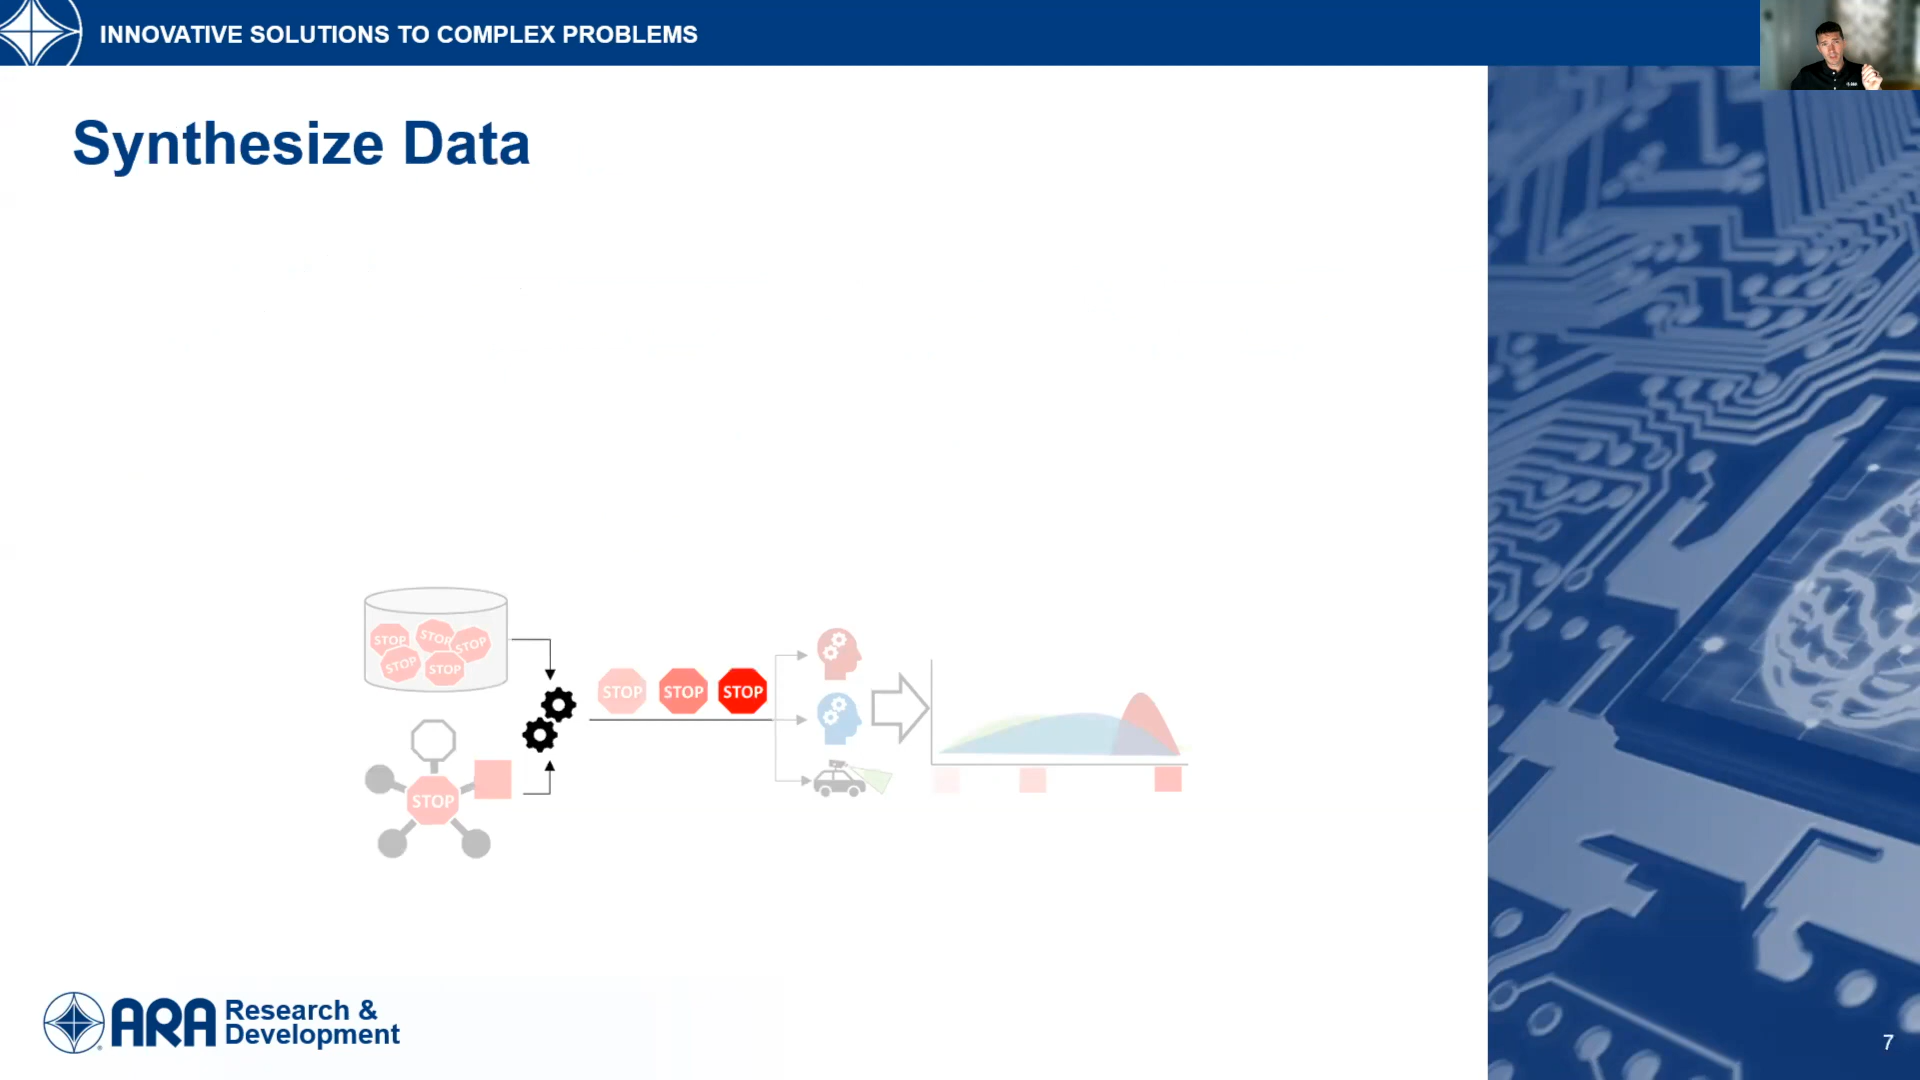 INNOVATIVE SOLUTIONS TO COMPLEX PROBLEMS
Synthesize Data
STOP
STOP
STOP
STOP
STOP
STOP
STOP
STOP
STOP
ARA Research &
Development
7